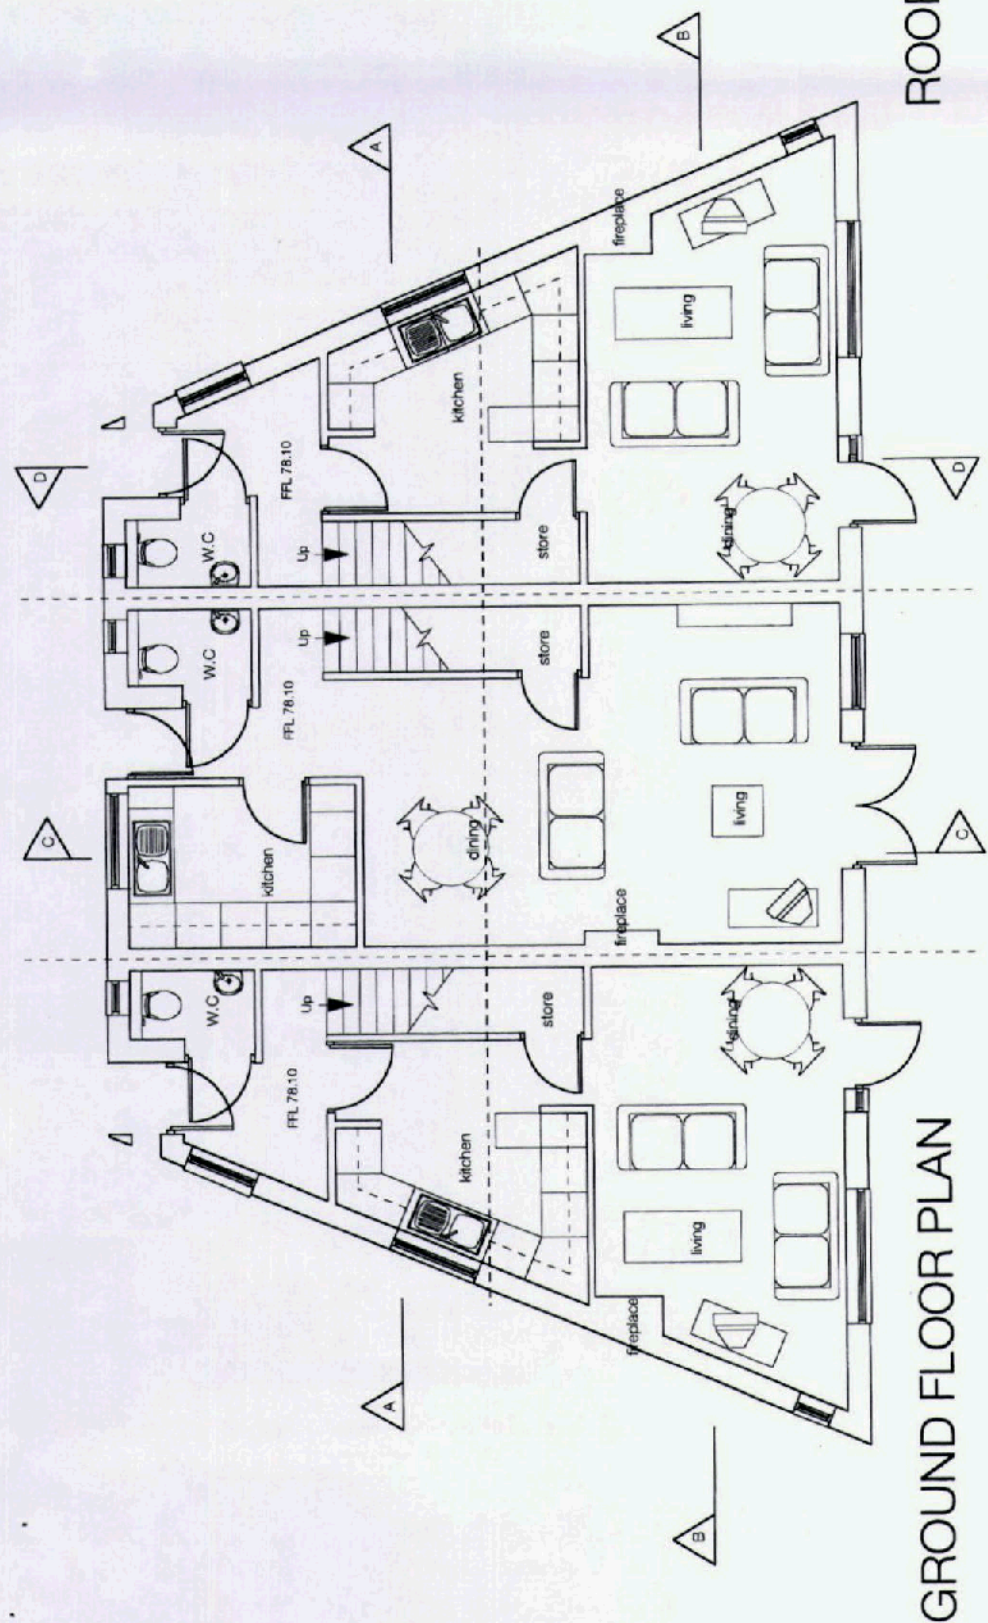 B
ROO
A
D
C
A
B
W.C
W.C
W.C
FFL 78.10
FFL 78.10
FFL 78.10
Up
Up
Up
kitchen
kitchen
kitchen
store
store
store
dining
dining
dining
living
living
living
fireplace
fireplace
fireplace
D
C
GROUND FLOOR PLAN